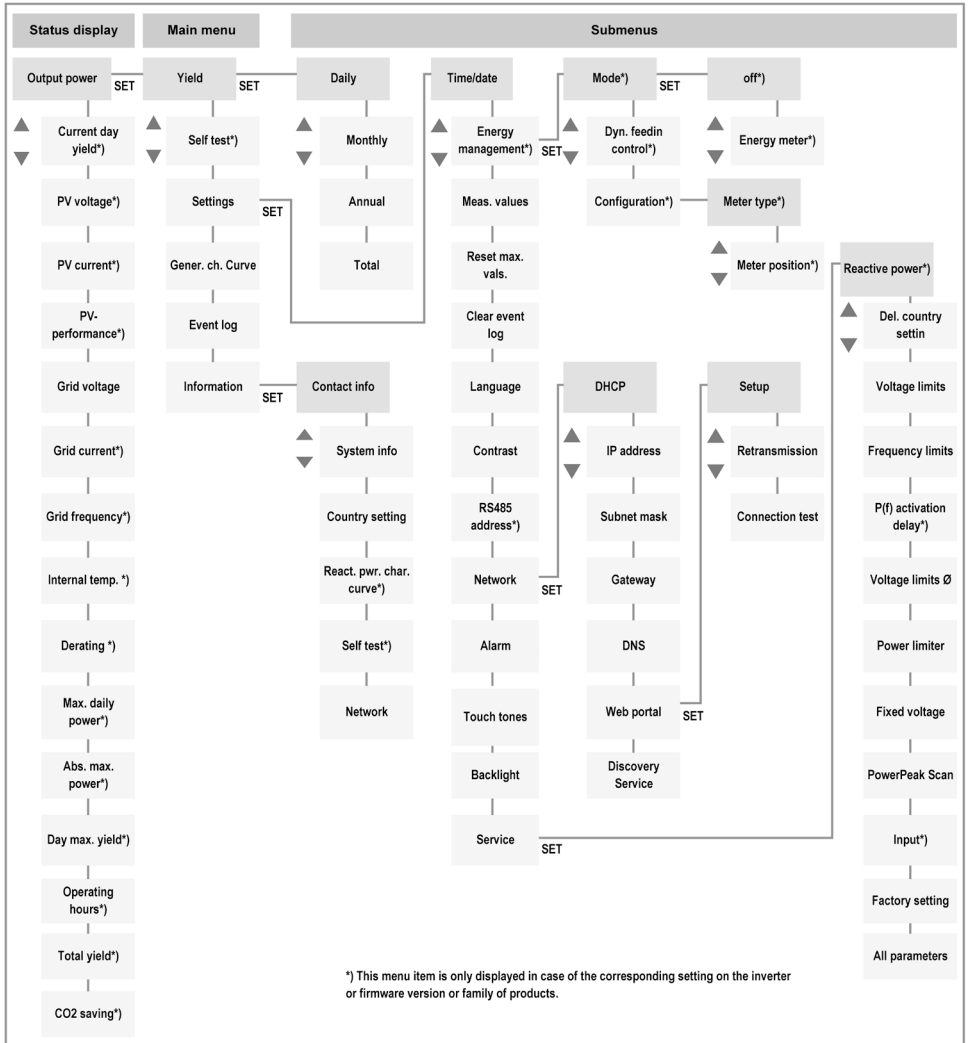 Status display
Main menu
Submenus
Output power
SET
Yield
SET
Daily
Time/date
Mode*)
SET
off*)
Current day
yield*)
Self test*)
Monthly
Energy
management*)
SET
Dyn. feedin
control*)
Energy meter*)
PV voltage*)
Settings
SET
Annual
Meas. values
Configuration*)
Meter type*)
PV current*)
Gener. ch. Curve
Total
Reset max.
vals.
Meter position*)
Reactive power*)
PV-
performance*)
Event log
Clear event
log
Del. country
settin
Grid voltage
Information
SET
Contact info
Language
DHCP
Setup
Voltage limits
Grid current*)
System info
Contrast
IP address
Retransmission
Frequency limits
Grid frequency*)
Country setting
RS485
address*)
Subnet mask
Connection test
P(f) activation
delay*)
Internal temp. *)
React. pwr. char.
curve*)
Network
SET
Gateway
Voltage limits Ø
Derating *)
Self test*)
Alarm
DNS
Power limiter
Max. daily
power*)
Network
Touch tones
Web portal
SET
Fixed voltage
Abs. max.
power*)
Backlight
Discovery
Service
PowerPeak Scan
Day max. yield*)
Service
SET
Input*)
Operating
hours*)
Factory setting
Total yield*)
All parameters
CO2 saving*)
*) This menu item is only displayed in case of the corresponding setting on the inverter
or firmware version or family of products.